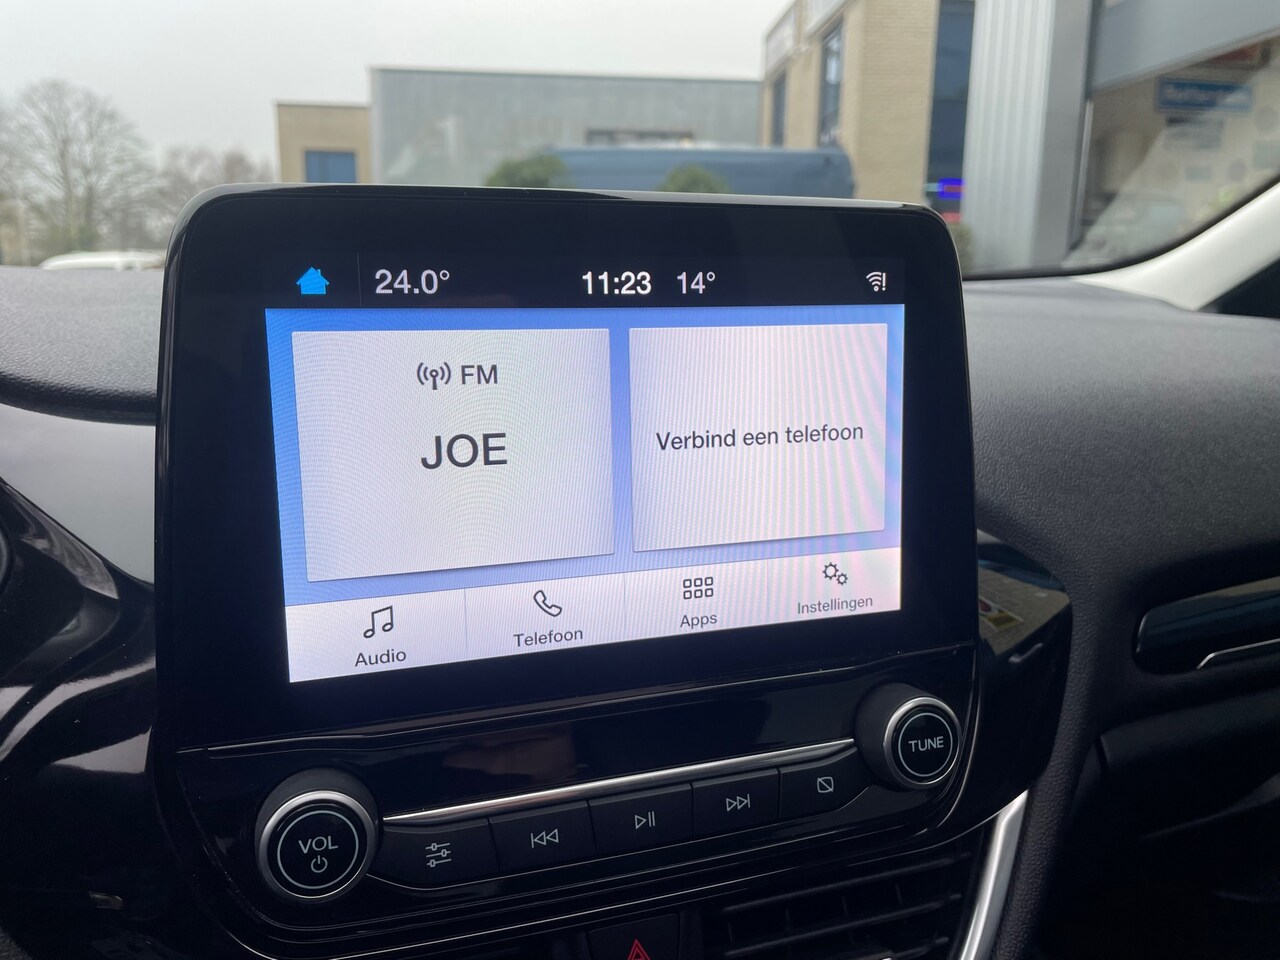 24.0° 11:23 14°
FM
JOE
Verbind een telefoon
Audio Telefoon Apps Instellingen
VOL TUNE